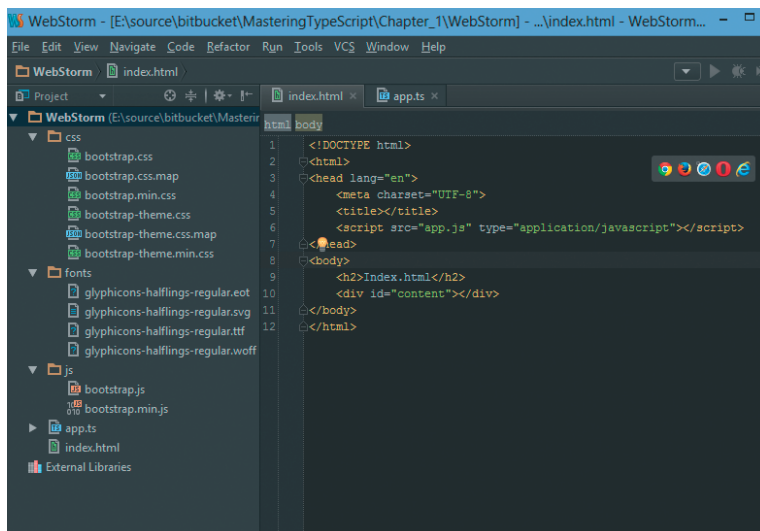 WS WebStorm - [E:\source\bitbucket\MasteringTypeScript\Chapter_1\WebStorm] - ...\index.html - WebStorm...
File Edit View Navigate Code Refactor Run Tools VCS Window Help
WebStorm index.html
Project
index.html app.ts
WebStorm (E:\source\bitbucket\Masterin
css
bootstrap.css
bootstrap.css.map
bootstrap.min.css
bootstrap-theme.css
bootstrap-theme.css.map
bootstrap-theme.min.css
fonts
glyphicons-halflings-regular.eot
glyphicons-halflings-regular.svg
glyphicons-halflings-regular.ttf
glyphicons-halflings-regular.woff
js
bootstrap.js
bootstrap.min.js
app.ts
index.html
External Libraries
html body
1 <!DOCTYPE html>
2 <html>
3 <head lang="en">
4 <meta charset="UTF-8">
5 <title></title>
6 <script src="app.js" type="application/javascript"></script>
7 </head>
8 <body>
9 <h2>Index.html</h2>
10 <div id="content"></div>
11 </body>
12 </html>